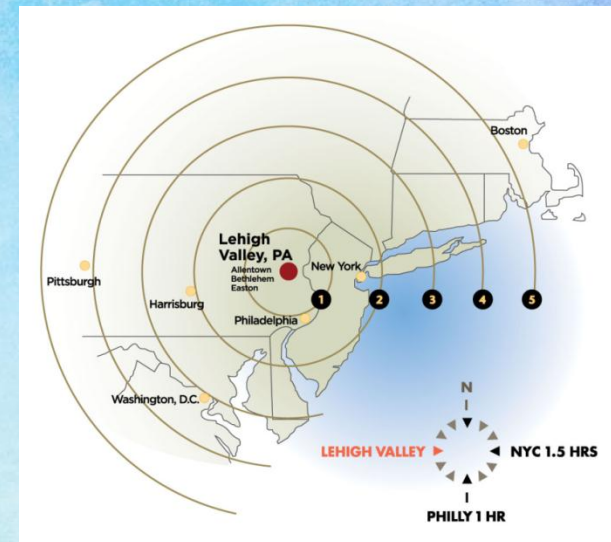 Boston
Lehigh
Valley, PA
Allentown
Bethlehem
Easton
New York
Pittsburgh
Harrisburg
Philadelphia
1
2
3
4
5
Washington, D.C.
N
LEHIGH VALLEY
NYC 1.5 HRS
PHILLY 1 HR